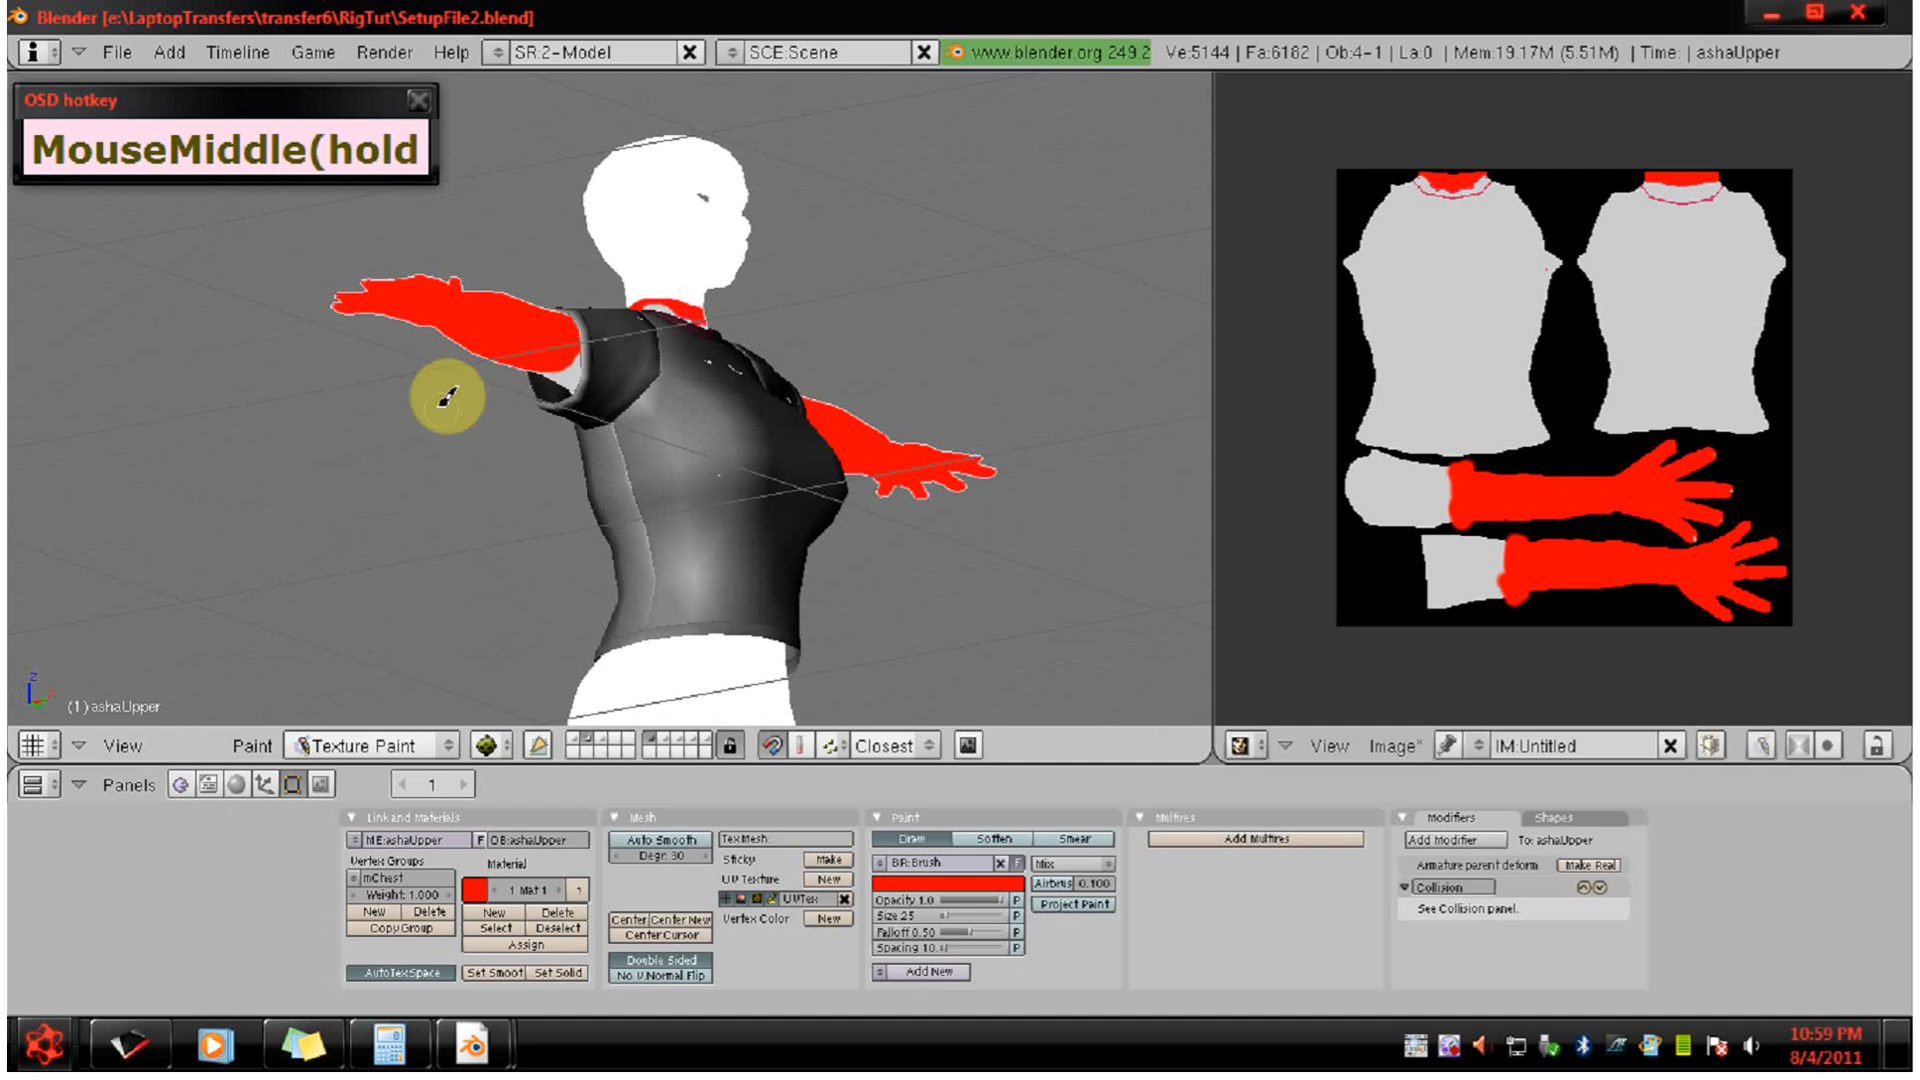 Blender [e:\LaptopTransfers\transfer6\RigTut\SetupFile2.blend]
File Add Timeline Game Render Help SR:2-Model SCE:Scene www.blender.org 249.2 Ve:5144 | Fa:6182 | Ob:4-1 | La:0 | Mem:19.17M (5.51M) | Time: | ashaUpper
OSD hotkey
MouseMiddle(hold
(1) ashaUpper
View Paint Texture Paint Closest
View Image* IM:Untitled
Panels 1
Link and Materials
ME:ashaUpper F OB:ashaUpper
Vertex Groups
mChest
Weight: 1.000
New Delete
Copy Group
AutoTexSpace
Material
1 Mat 1
New Delete
Select Deselect
Assign
Set Smoot Set Solid
Mesh
Auto Smooth
Degr: 30
Center Center New
Center Cursor
Double Sided
No V.Normal Flip
TexMesh:
Sticky Make
UV Texture New
UVTex
Vertex Color New
Paint
Draw Soften Smear
BR:Brush F
Opacity 1.0 P
Size 25 P
Falloff 0.50 P
Spacing 10 P
Add New
Mix
Airbrus 0.100
Project Paint
Multires
Add Multires
Modifiers Shapes
Add Modifier To: ashaUpper
Armature parent deform Make Real
Collision
See Collision panel.
10:59 PM
8/4/2011